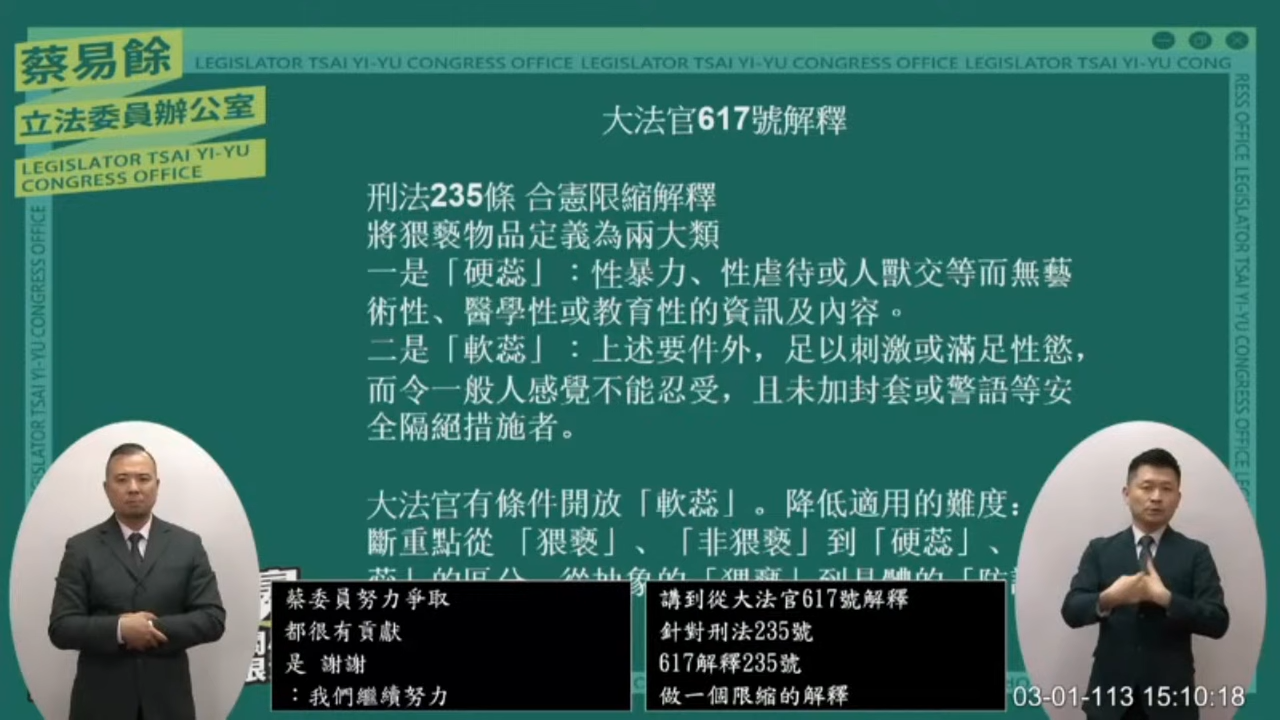 蔡易餘
立法委員辦公室
LEGISLATOR TSAI YI-YU
CONGRESS OFFICE
LEGISLATOR TSAI YI-YU CONGRESS OFFICE LEGISLATOR TSAI YI-YU CONGRESS OFFICE LEGISLATOR TSAI YI-YU CONG
RESS OFFICE LEGISLATOR TSAI YI-YU CONGRESS OFFICE LEGISLATOR
大法官617號解釋
刑法235條 合憲限縮解釋
將猥褻物品定義為兩大類
一是「硬蕊」：性暴力、性虐待或人獸交等而無藝
術性、醫學性或教育性的資訊及內容。
二是「軟蕊」：上述要件外，足以刺激或滿足性慾，
而令一般人感覺不能忍受，且未加封套或警語等安
全隔絕措施者。
大法官有條件開放「軟蕊」。降低適用的難度：
斷重點從 「猥褻」、「非猥褻」到「硬蕊」、
蔡委員努力爭取
都很有貢獻
是 謝謝
：我們繼續努力
講到從大法官617號解釋
針對刑法235號
617解釋235號
做一個限縮的解釋
03-01-113 15:10:18